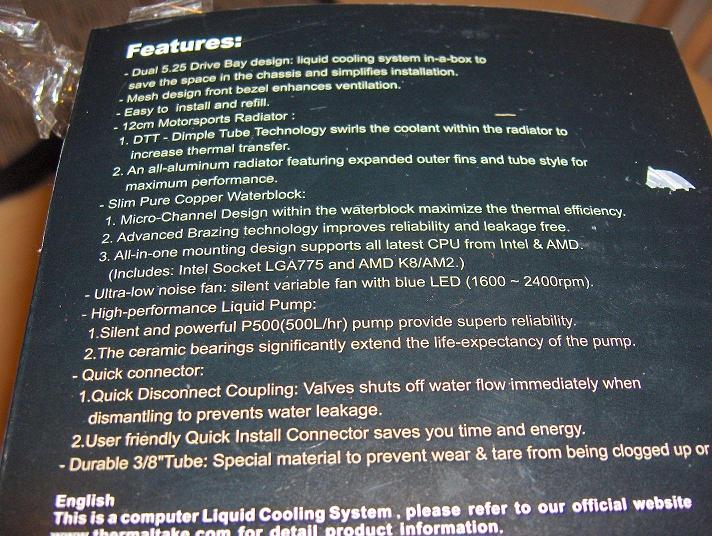 Features:
- Dual 5.25 Drive Bay design: liquid cooling system in-a-box to
save the space in the chassis and simplifies installation.
- Mesh design front bezel enhances ventilation.
- Easy to install and refill.
- 12cm Motorsports Radiator :
1. DTT - Dimple Tube Technology swirls the coolant within the radiator to
increase thermal transfer.
2. An all-aluminum radiator featuring expanded outer fins and tube style for
maximum performance.
- Slim Pure Copper Waterblock:
1. Micro-Channel Design within the waterblock maximize the thermal efficiency.
2. Advanced Brazing technology improves reliability and leakage free.
3. All-in-one mounting design supports all latest CPU from Intel & AMD.
(Includes: Intel Socket LGA775 and AMD K8/AM2.)
- Ultra-low noise fan: silent variable fan with blue LED (1600 ~ 2400rpm).
- High-performance Liquid Pump:
1.Silent and powerful P500(500L/hr) pump provide superb reliability.
2.The ceramic bearings significantly extend the life-expectancy of the pump.
- Quick connector:
1.Quick Disconnect Coupling: Valves shuts off water flow immediately when
dismantling to prevents water leakage.
2.User friendly Quick Install Connector saves you time and energy.
- Durable 3/8"Tube: Special material to prevent wear & tare from being clogged up or
English
This is a computer Liquid Cooling System , please refer to our official website
www.thermaltake.com for detail product information.